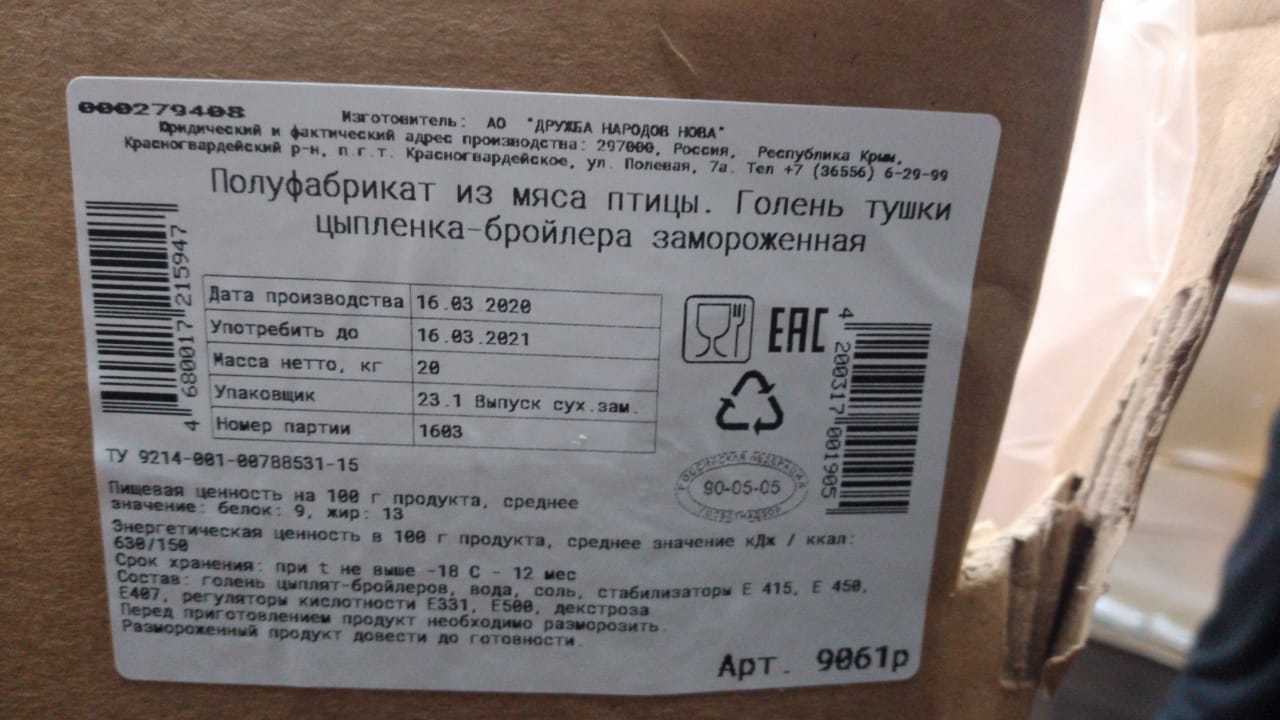 000279408
Изготовитель: АО "ДРУЖБА НАРОДОВ НОВА"
Юридический и фактический адрес производства: 297000, Россия, Республика Крым,
Красногвардейский р-н, п.г.т. Красногвардейское, ул. Полевая, 7а. Тел +7 (36556) 6-29-99
Полуфабрикат из мяса птицы. Голень тушки
цыпленка-бройлера замороженная
4 680017 215947
Дата производства 16.03.2020
Употребить до 16.03.2021
Масса нетто, кг 20
Упаковщик 23.1 Выпуск сух.зам.
Номер партии 1603
EAC
4 200317 001905
РОССИЙСКАЯ ФЕДЕРАЦИЯ
90-05-05
ТУ 9214-001-00788531-15
Пищевая ценность на 100 г продукта, среднее
значение: белок: 9, жир: 13
Энергетическая ценность в 100 г продукта, среднее значение кДж / ккал:
630/150
Срок хранения: при t не выше -18 С - 12 мес
Состав: голень цыплят-бройлеров, вода, соль, стабилизаторы Е 415, Е 450,
Е407, регуляторы кислотности Е331, Е500, декстроза
Перед приготовлением продукт необходимо разморозить.
Размороженный продукт довести до готовности.
Арт. 9061р